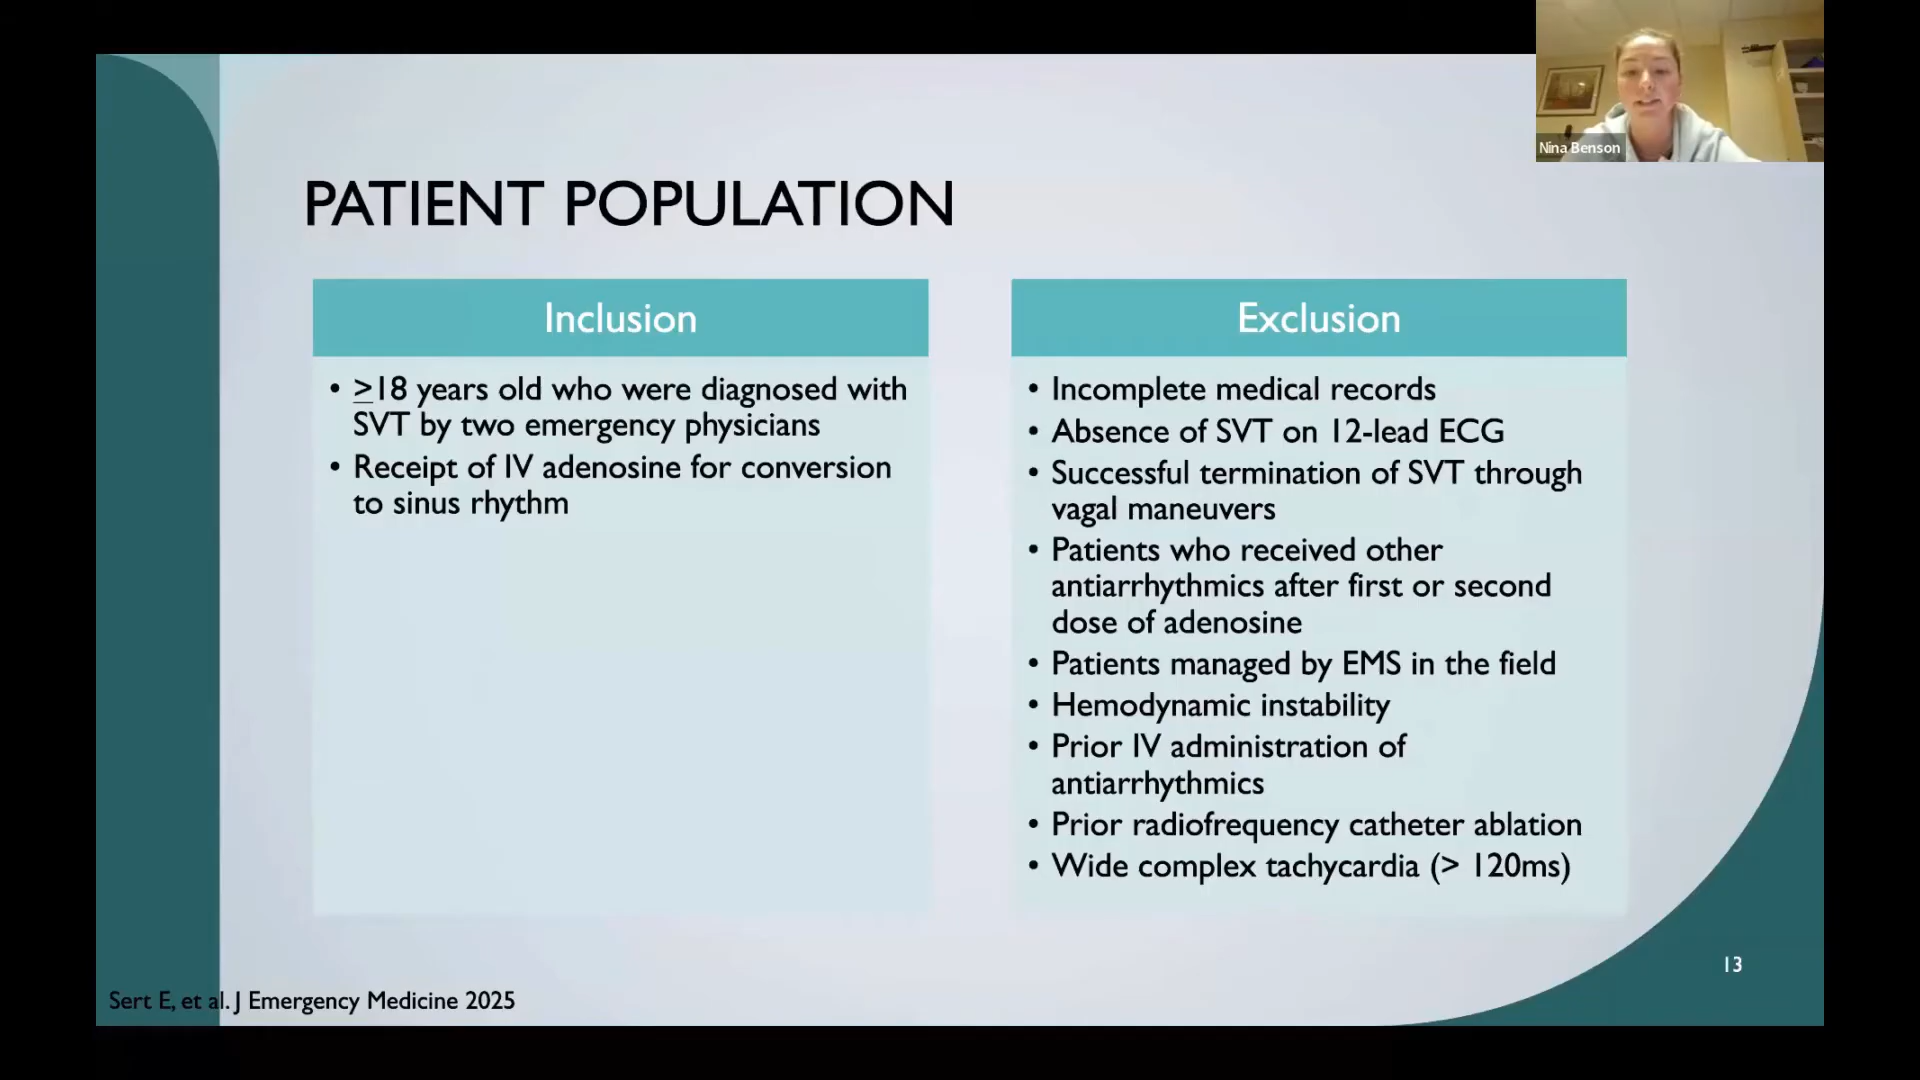 Nina Benson
PATIENT POPULATION
Inclusion
• >18 years old who were diagnosed with
SVT by two emergency physicians
• Receipt of IV adenosine for conversion
to sinus rhythm
Exclusion
• Incomplete medical records
• Absence of SVT on 12-lead ECG
• Successful termination of SVT through
vagal maneuvers
• Patients who received other
antiarrhythmics after first or second
dose of adenosine
• Patients managed by EMS in the field
• Hemodynamic instability
• Prior IV administration of
antiarrhythmics
• Prior radiofrequency catheter ablation
• Wide complex tachycardia (> 120ms)
13
Sert E, et al. J Emergency Medicine 2025